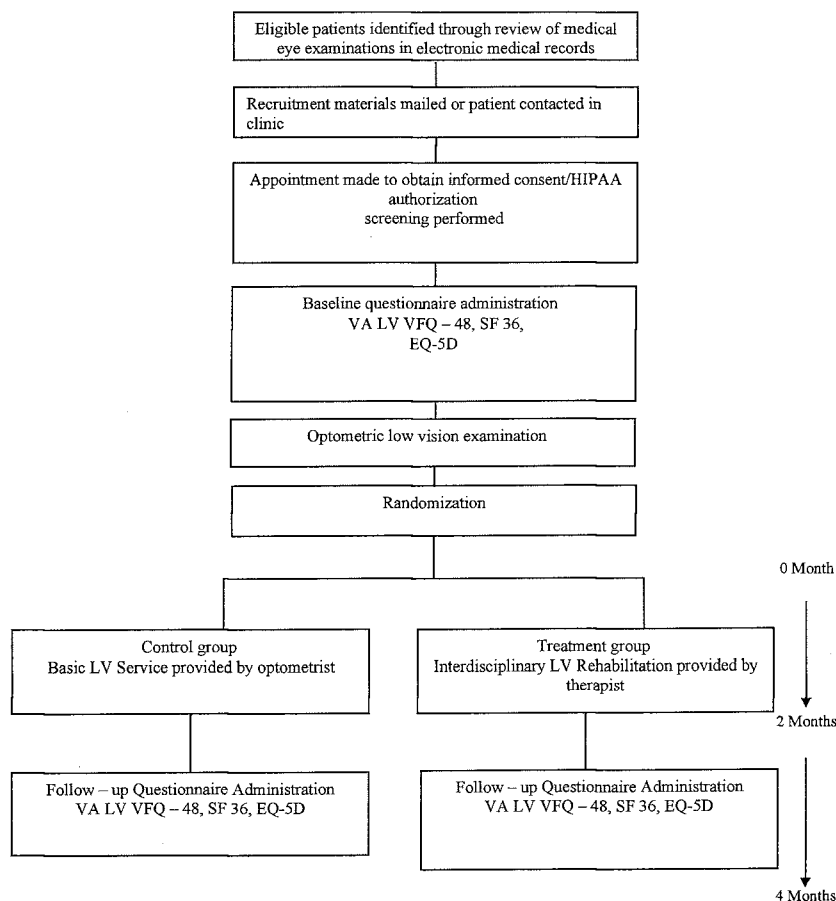 Eligible patients identified through review of medical
eye examinations in electronic medical records
Recruitment materials mailed or patient contacted in
clinic
Appointment made to obtain informed consent/HIPAA
authorization
screening performed
Baseline questionnaire administration
VA LV VFQ – 48, SF 36,
EQ-5D
Optometric low vision examination
Randomization
0 Month
Control group
Basic LV Service provided by optometrist
Treatment group
Interdisciplinary LV Rehabilitation provided by
therapist
2 Months
Follow – up Questionnaire Administration
VA LV VFQ – 48, SF 36, EQ-5D
Follow – up Questionnaire Administration
VA LV VFQ – 48, SF 36, EQ-5D
4 Months